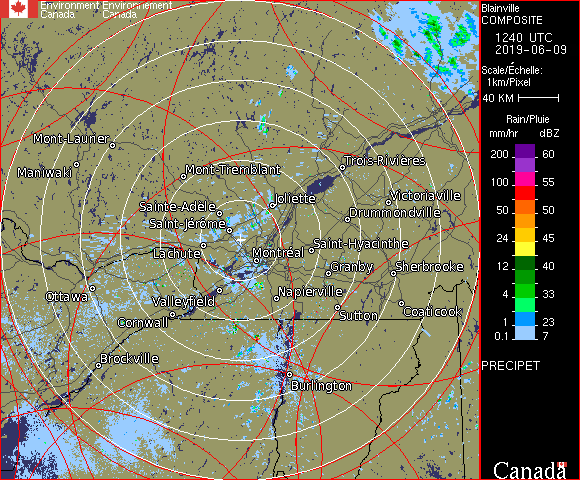 Environment Environnement
Canada Canada
Blainville
COMPOSITE
1240 UTC
2019-06-09
Scale/Échelle:
1km/Pixel
40 KM
Rain/Pluie
mm/hr dBZ
200 60
100 55
50 50
24 45
12 40
4 33
1 23
0.1 7
PRECIPET
Mont-Laurier
Maniwaki
Mont-Tremblant
Trois-Rivières
Sainte-Adele
Joliette
Victoriaville
Drummondville
Saint-Jérôme
Lachute
Montréal
Saint-Hyacinthe
Granby
Sherbrooke
Ottawa
Valleyfield
Napierville
Cornwall
Sutton
Coaticook
Brockville
Burlington
Canada